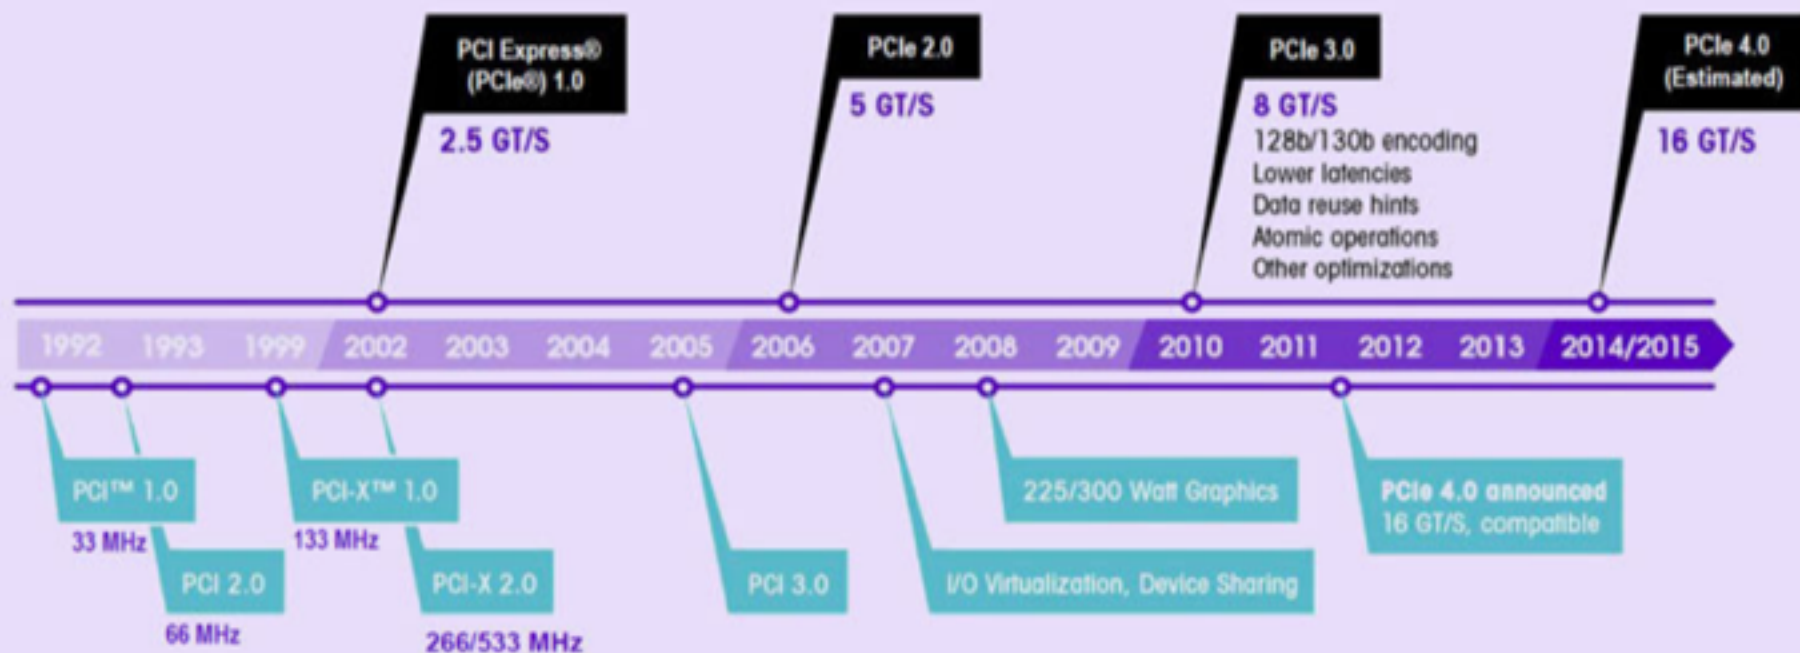 PCI Express®
(PCIe®) 1.0
2.5 GT/S
PCIe 2.0
5 GT/S
PCIe 3.0
8 GT/S
128b/130b encoding
Lower latencies
Data reuse hints
Atomic operations
Other optimizations
PCIe 4.0
(Estimated)
16 GT/S
1992 1993 1999 2002 2003 2004 2005 2006 2007 2008 2009 2010 2011 2012 2013 2014/2015
PCI™ 1.0
33 MHz
PCI 2.0
66 MHz
PCI-X™ 1.0
133 MHz
PCI-X 2.0
266/533 MHz
PCI 3.0
I/O Virtualization, Device Sharing
225/300 Watt Graphics
PCIe 4.0 announced
16 GT/S, compatible